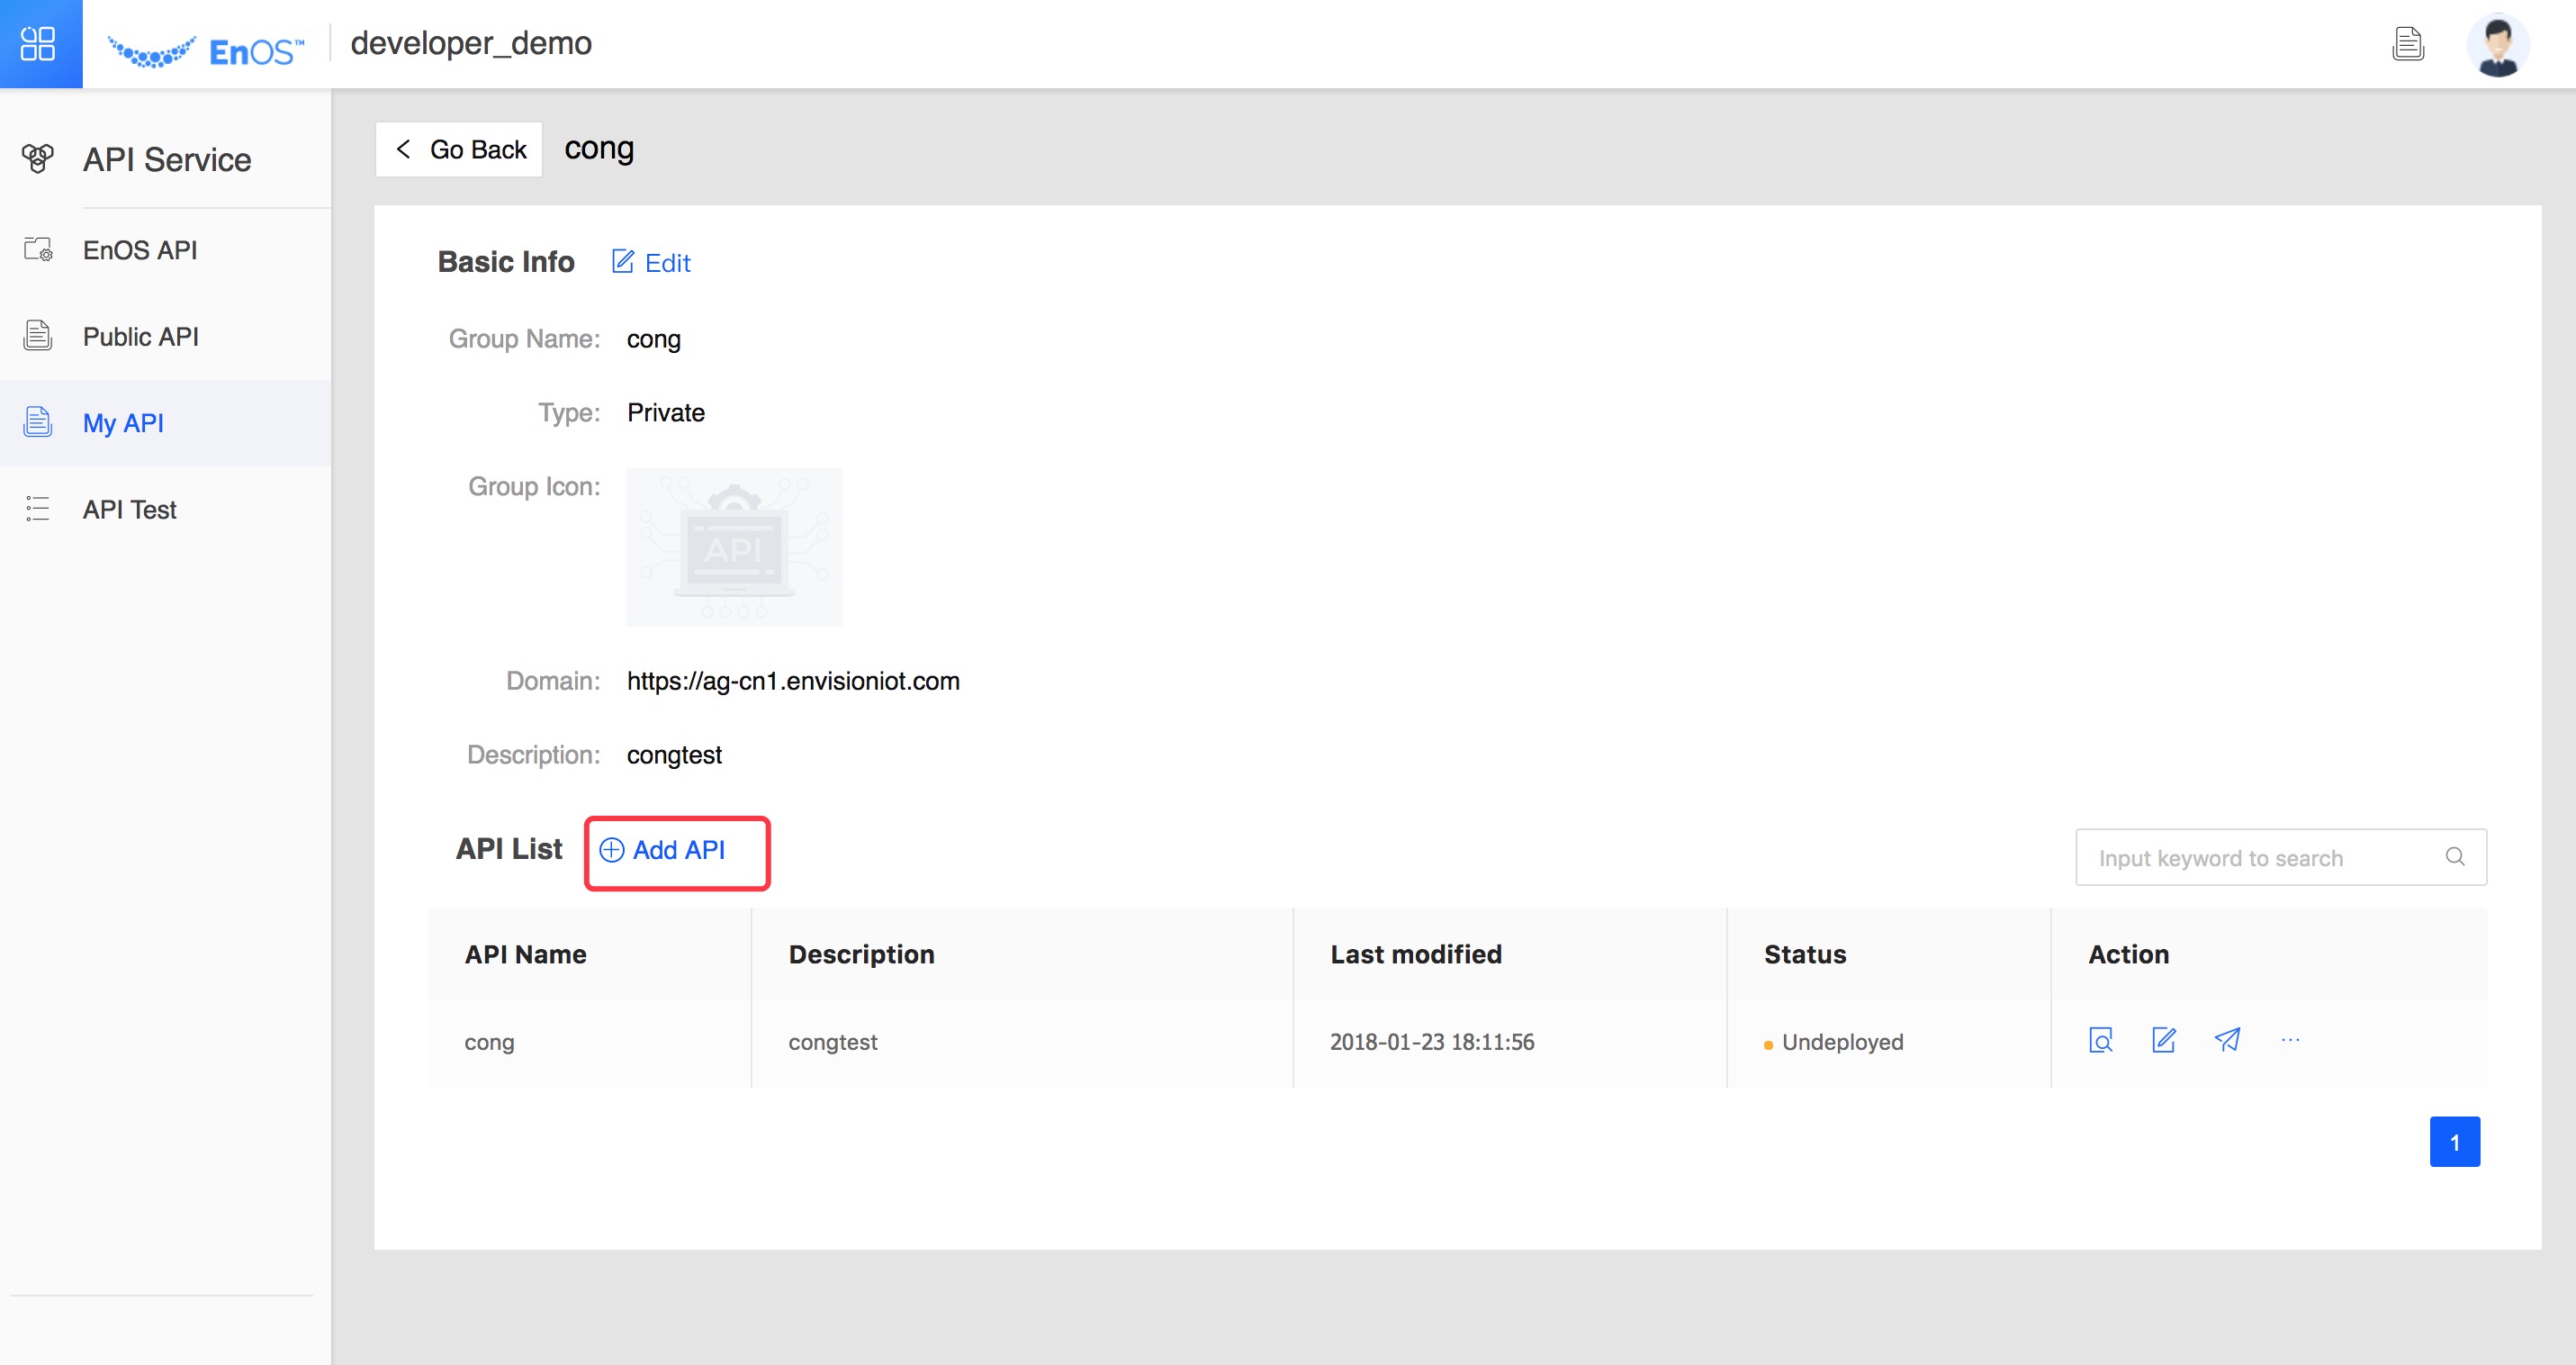 EnOS™ developer_demo
API Service
EnOS API
Public API
My API
API Test
Go Back cong
Basic Info Edit
Group Name: cong
Type: Private
Group Icon:
API
Domain: https://ag-cn1.envisioniot.com
Description: congtest
API List Add API Input keyword to search
API Name Description Last modified Status Action
cong congtest 2018-01-23 18:11:56 Undeployed ...
1